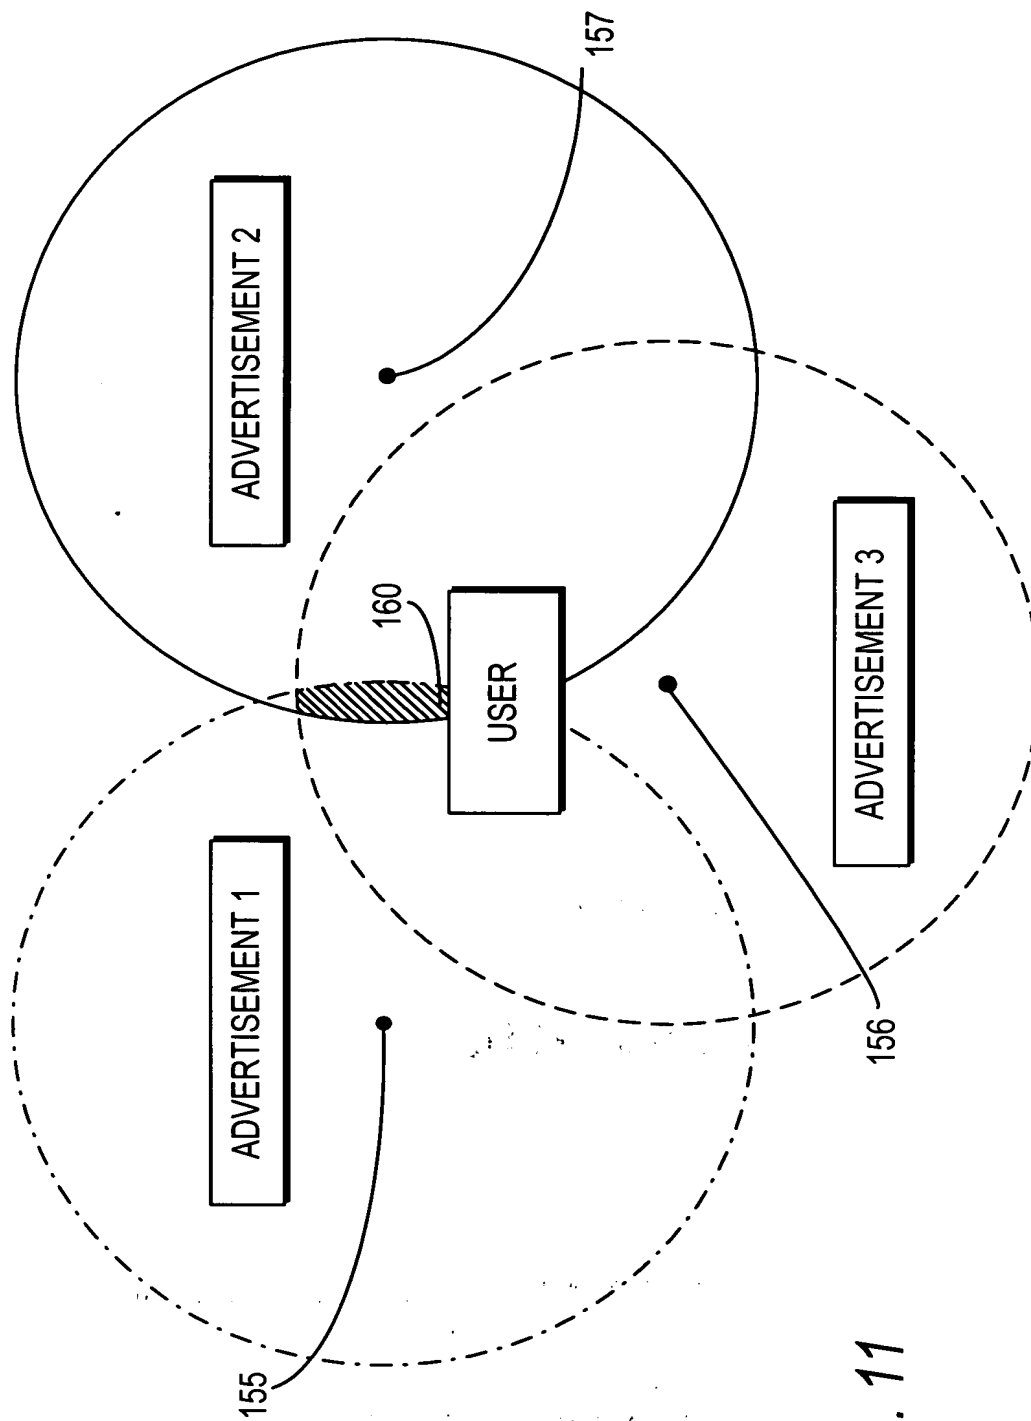 ADVERTISEMENT 1
ADVERTISEMENT 2
155
157
160
USER
156
ADVERTISEMENT 3
. 11